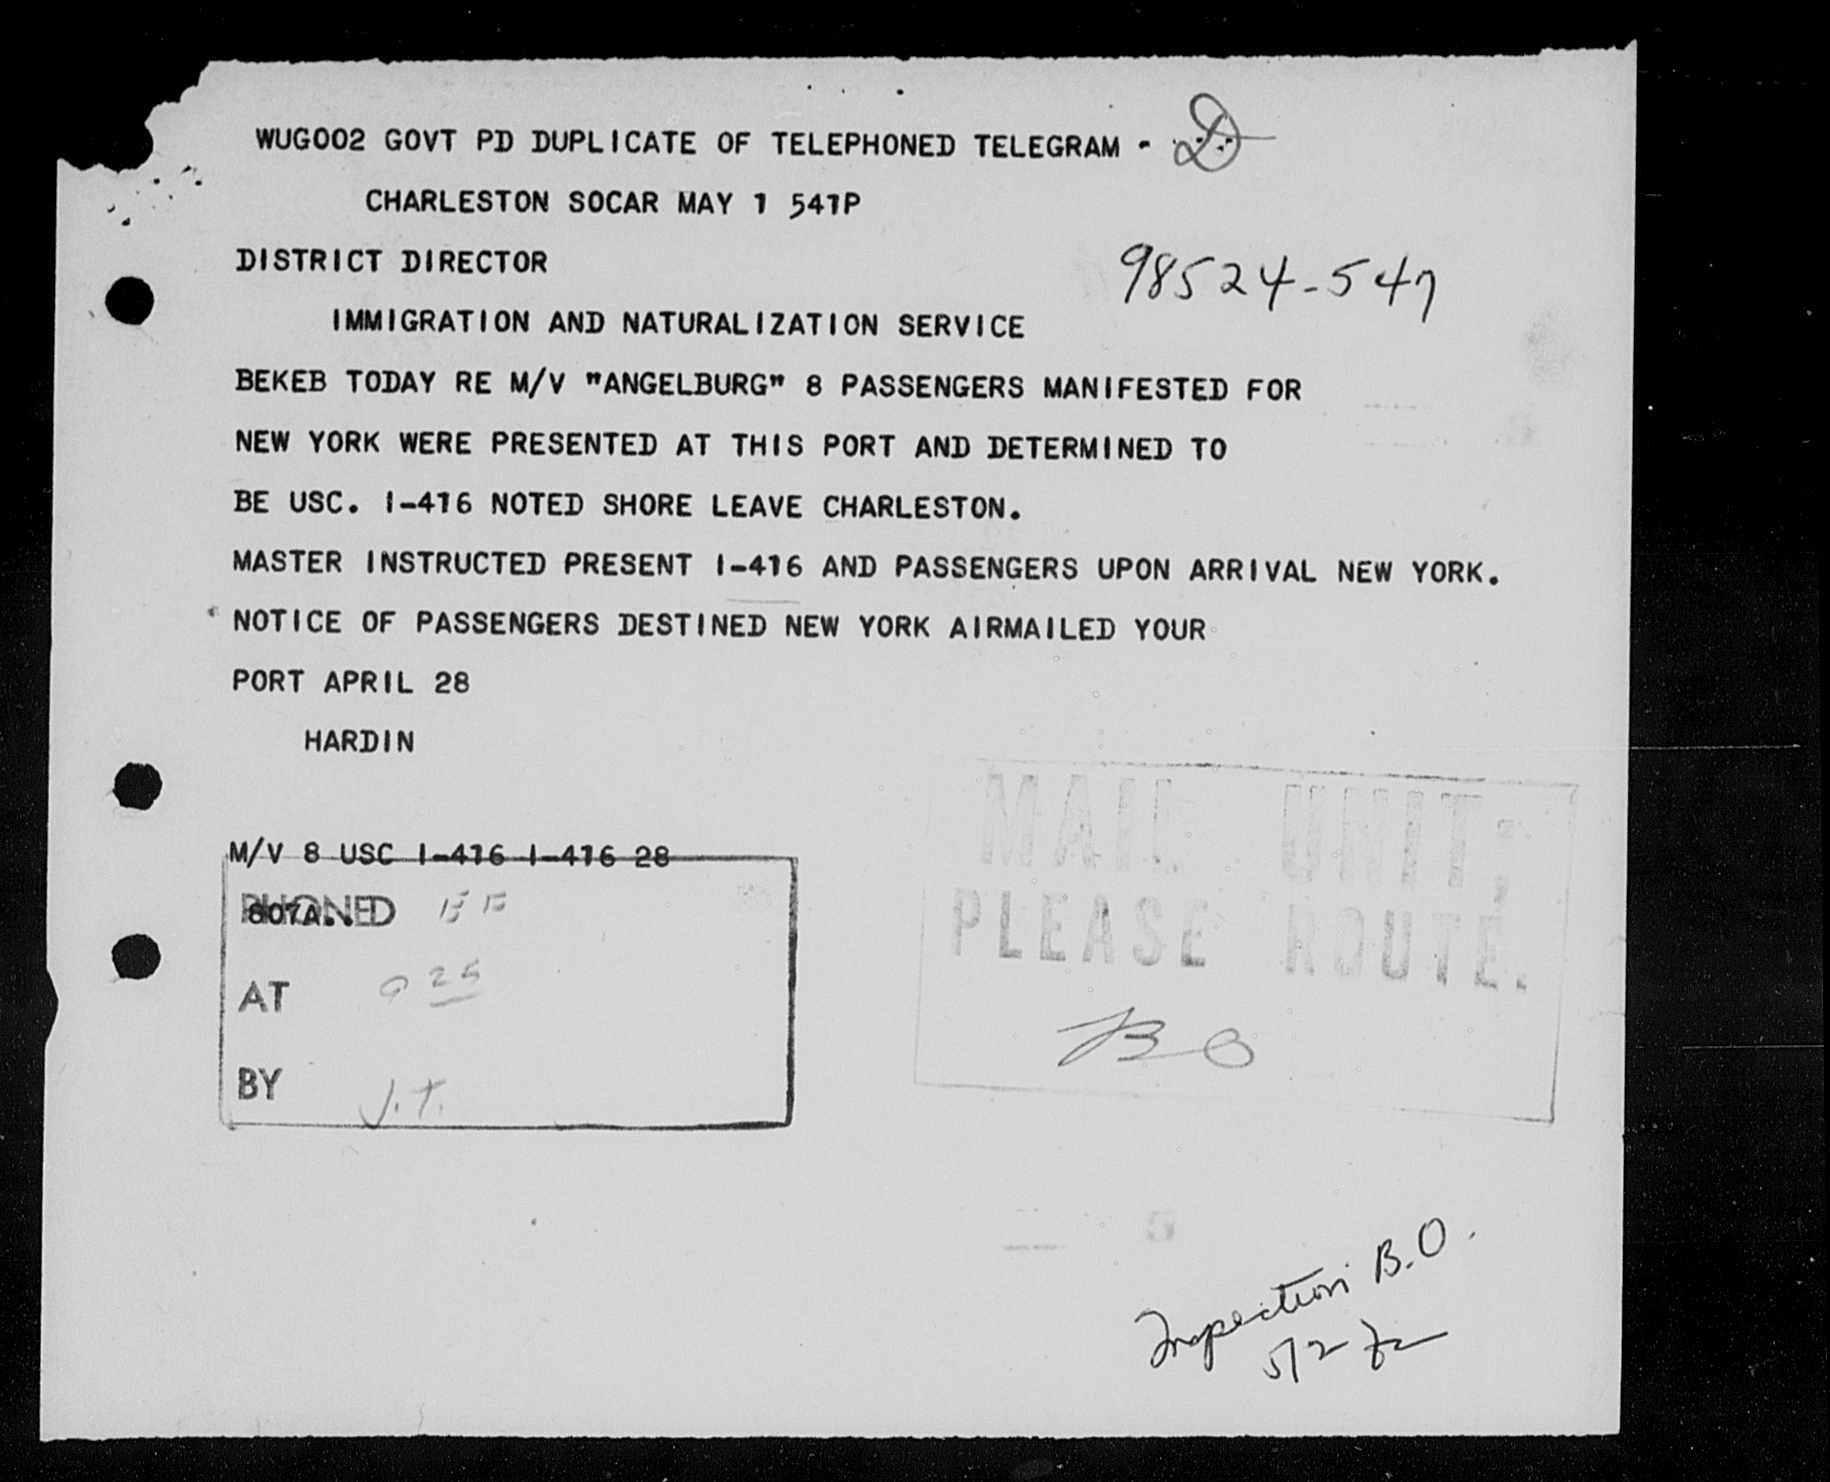 WUG002 GOVT PD DUPLICATE OF TELEPHONED TELEGRAM -
CHARLESTON SOCAR MAY 1 541P
DISTRICT DIRECTOR
98524-547
IMMIGRATION AND NATURALIZATION SERVICE
BEKEB TODAY RE M/V "ANGELBURG" 8 PASSENGERS MANIFESTED FOR
NEW YORK WERE PRESENTED AT THIS PORT AND DETERMINED TO
BE USC. I-416 NOTED SHORE LEAVE CHARLESTON.
MASTER INSTRUCTED PRESENT I-416 AND PASSENGERS UPON ARRIVAL NEW YORK.
NOTICE OF PASSENGERS DESTINED NEW YORK AIRMAILED YOUR
PORT APRIL 28
HARDIN
MAIL UNIT;
PLEASE ROUTE.
BO
M/V 8 USC I-416 I-416 28
807A..
PHONED
AT 925
BY J.T.
Inspection B.O.
5/2